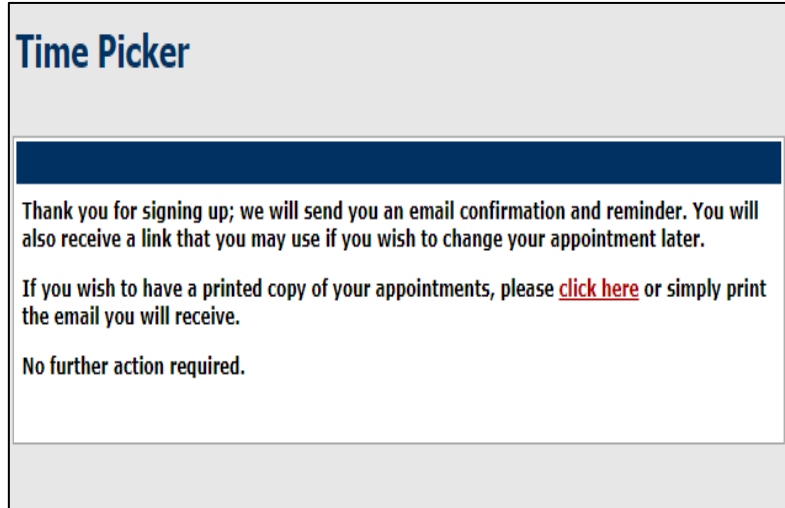 Time Picker
Thank you for signing up; we will send you an email confirmation and reminder. You will
also receive a link that you may use if you wish to change your appointment later.
If you wish to have a printed copy of your appointments, please click here or simply print
the email you will receive.
No further action required.